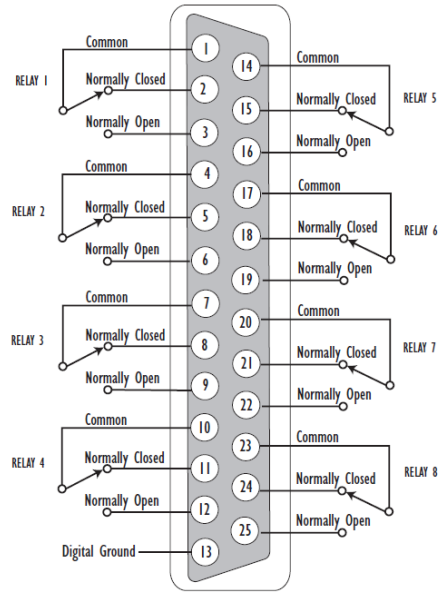 Common
1
RELAY 1
Normally Closed
2
Normally Open
3
Common
4
RELAY 2
Normally Closed
5
Normally Open
6
Common
7
RELAY 3
Normally Closed
8
Normally Open
9
Common
10
RELAY 4
Normally Closed
11
Normally Open
12
Digital Ground
13
14
Common
15
Normally Closed
RELAY 5
16
Normally Open
17
Common
18
Normally Closed
RELAY 6
19
Normally Open
20
Common
21
Normally Closed
RELAY 7
22
Normally Open
23
Common
24
Normally Closed
RELAY 8
25
Normally Open